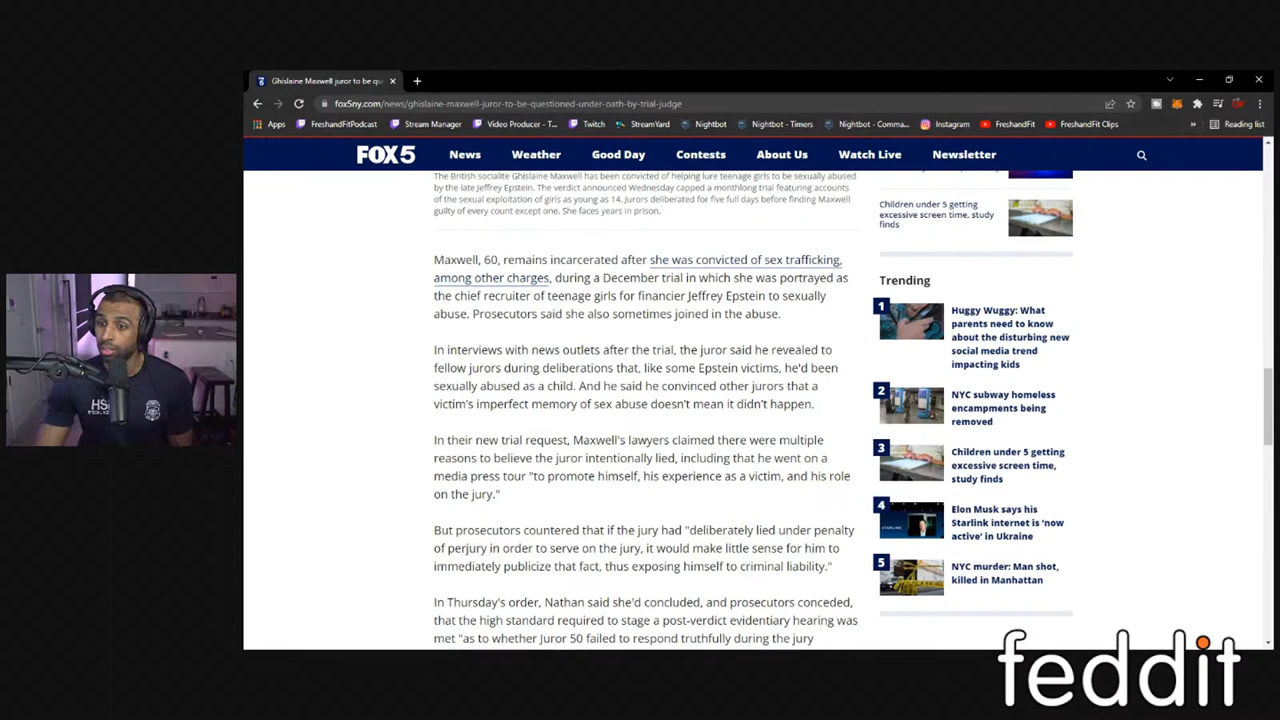 Ghislaine Maxwell juror to be qu
fox5ny.com/news/ghislaine-maxwell-juror-to-be-questioned-under-oath-by-trial-judge
Apps FreshandFitPodcast Stream Manager Video Producer - T... Twitch StreamYard Nightbot Nightbot - Timers Nightbot - Comma... Instagram FreshandFit FreshandFit Clips » Reading list
FOX 5 News Weather Good Day Contests About Us Watch Live Newsletter
The British socialite Ghislaine Maxwell has been convicted of helping lure teenage girls to be sexually abused
by the late Jeffrey Epstein. The verdict announced Wednesday capped a monthlong trial featuring accounts
of the sexual exploitation of girls as young as 14. Jurors deliberated for five full days before finding Maxwell
guilty of every count except one. She faces years in prison.
Maxwell, 60, remains incarcerated after she was convicted of sex trafficking,
among other charges, during a December trial in which she was portrayed as
the chief recruiter of teenage girls for financier Jeffrey Epstein to sexually
abuse. Prosecutors said she also sometimes joined in the abuse.
In interviews with news outlets after the trial, the juror said he revealed to
fellow jurors during deliberations that, like some Epstein victims, he'd been
sexually abused as a child. And he said he convinced other jurors that a
victim's imperfect memory of sex abuse doesn't mean it didn't happen.
In their new trial request, Maxwell's lawyers claimed there were multiple
reasons to believe the juror intentionally lied, including that he went on a
media press tour "to promote himself, his experience as a victim, and his role
on the jury."
But prosecutors countered that if the jury had "deliberately lied under penalty
of perjury in order to serve on the jury, it would make little sense for him to
immediately publicize that fact, thus exposing himself to criminal liability."
In Thursday's order, Nathan said she'd concluded, and prosecutors conceded,
that the high standard required to stage a post-verdict evidentiary hearing was
met "as to whether Juror 50 failed to respond truthfully during the jury
Children under 5 getting
excessive screen time, study
finds
Trending
1
Huggy Wuggy: What
parents need to know
about the disturbing new
social media trend
impacting kids
2
NYC subway homeless
encampments being
removed
3
Children under 5 getting
excessive screen time,
study finds
4
Elon Musk says his
Starlink internet is 'now
active' in Ukraine
5
NYC murder: Man shot,
killed in Manhattan
HSI
feddit